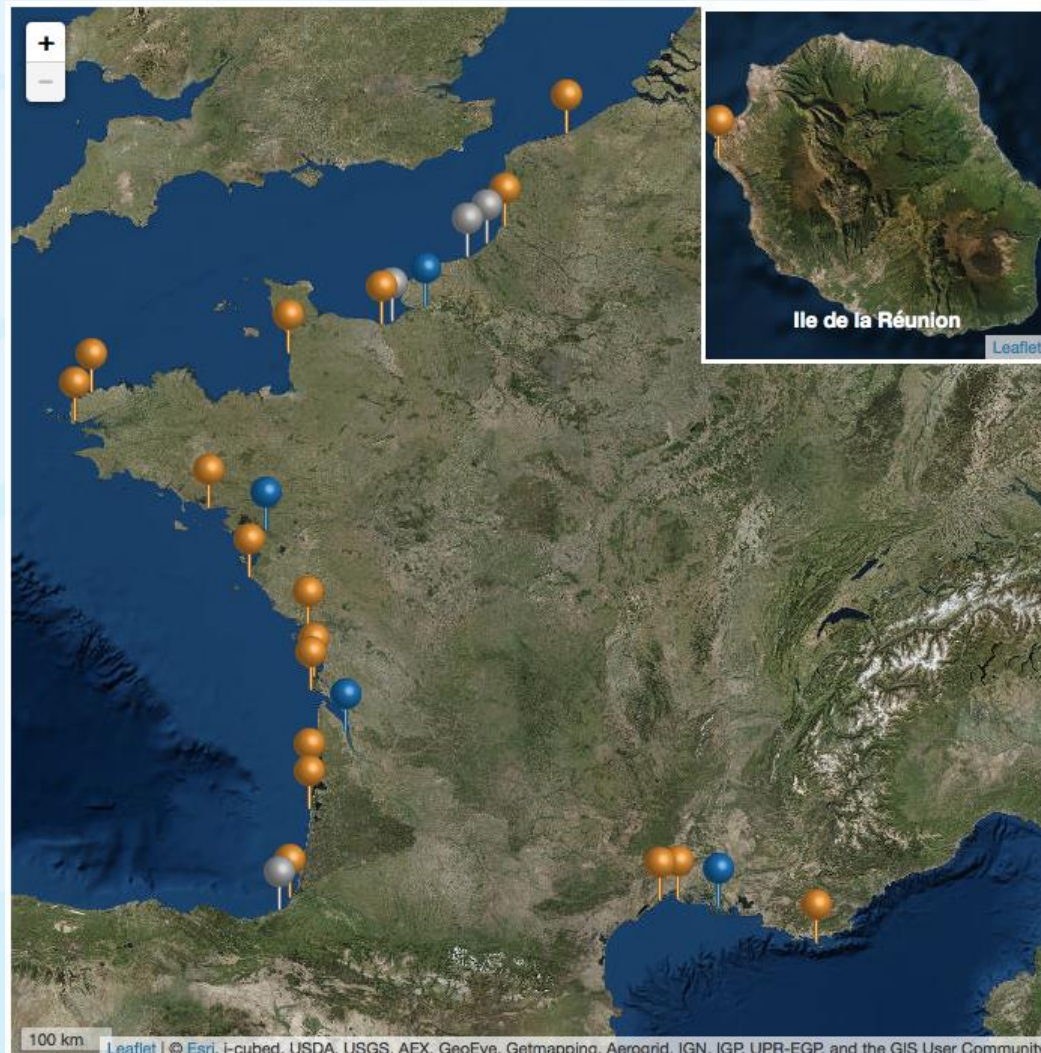 +
−
Ile de la Réunion
Leaflet
100 km
Leaflet | © Esri, i-cubed, USDA, USGS, AEX, GeoEye, Getmapping, Aerogrid, IGN, IGP, UPR-EGP, and the GIS User Community